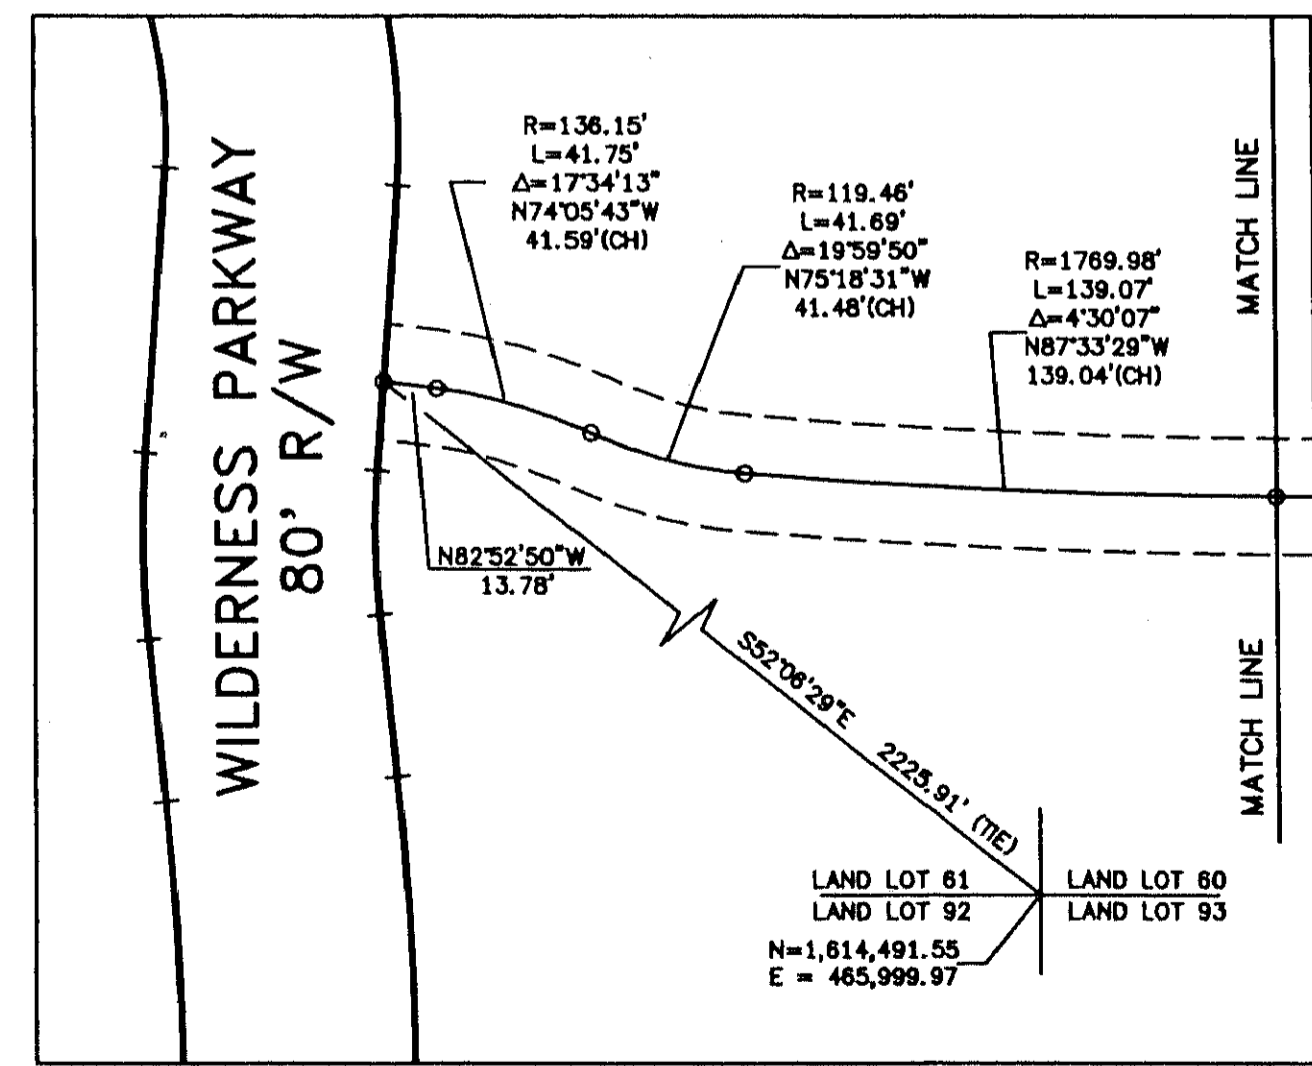 WILDERNESS PARKWAY
80' R/W
R=136.15'
L=41.75'
Δ=17°34'13"
N74°05'43"W
41.59'(CH)
R=119.46'
L=41.69'
Δ=19°59'50"
N75°18'31"W
41.48'(CH)
R=1769.98'
L=139.07'
Δ=4°30'07"
N87°33'29"W
139.04'(CH)
MATCH LINE
N82°52'50"W
13.78'
S52°06'29"E 2225.91' (TIE)
MATCH LINE
LAND LOT 61
LAND LOT 60
LAND LOT 92
LAND LOT 93
N=1,614,491.55
E = 465,999.97